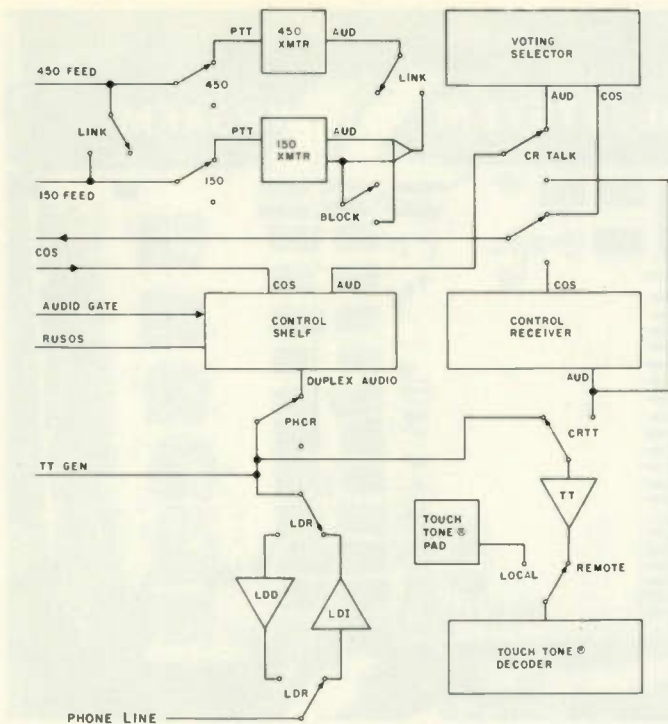 PTT
450
XMTR
AUD
VOTING
SELECTOR
450 FEED
450
LINK
AUD
COS
LINK
PTT
150
XMTR
AUD
CR TALK
150 FEED
150
BLOCK
COS
COS
AUD
COS
AUDIO GATE
CONTROL
SHELF
CONTROL
RECEIVER
RUSOS
DUPLEX AUDIO
AUD
PHCR
CRTT
TT GEN
TT
TOUCH
TONE®
PAD
LDR
LOCAL
REMOTE
LDD
LDI
TOUCH TONE®
DECODER
LDR
PHONE LINE